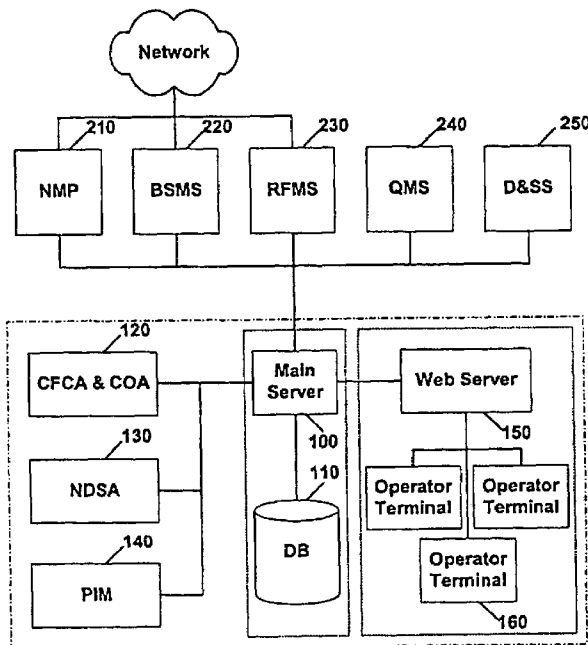 Network
210
220
230
240
250
NMP
BSMS
RFMS
QMS
D&SS
120
CFCA & COA
Main
Server
Web Server
100
150
130
NDSA
110
DB
Operator
Terminal
Operator
Terminal
140
PIM
Operator
Terminal
160